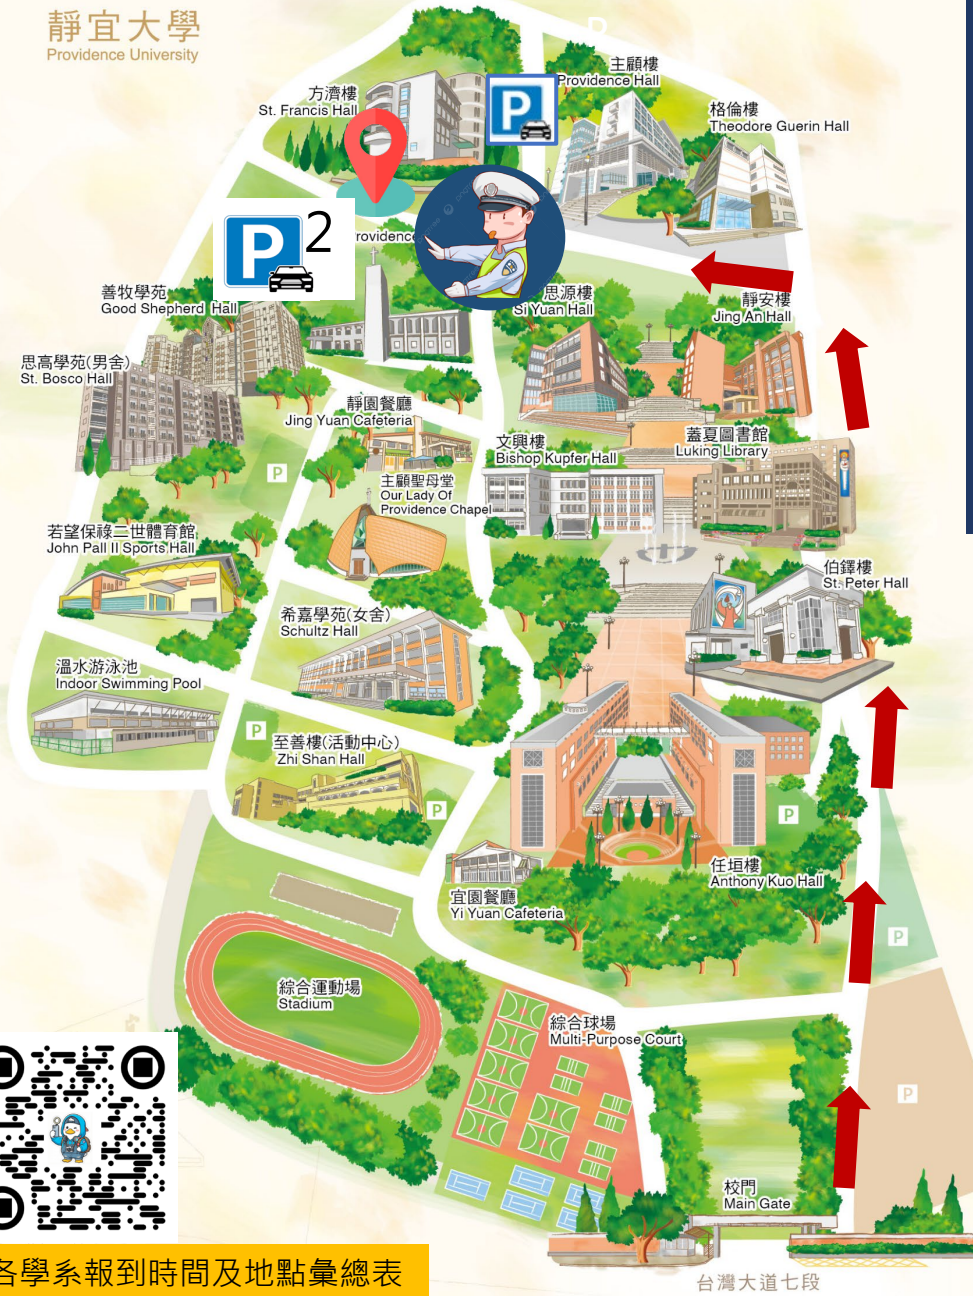 靜宜大學
Providence University
P
主顧樓
Providence Hall
方濟樓
St. Francis Hall
P
格倫樓
Theodore Guerin Hall
P 2
Providence
善牧學苑
Good Shepherd Hall
思源樓
Si Yuan Hall
靜安樓
Jing An Hall
思高學苑(男舍)
St. Bosco Hall
靜園餐廳
Jing Yuan Cafeteria
文興樓
Bishop Kupfer Hall
蓋夏圖書館
Luking Library
P
主顧聖母堂
Our Lady Of
Providence Chapel
若望保祿二世體育館
John Pall II Sports Hall
伯鐸樓
St. Peter Hall
希嘉學苑(女舍)
Schultz Hall
溫水游泳池
Indoor Swimming Pool
P
至善樓(活動中心)
Zhi Shan Hall
P
P
任垣樓
Anthony Kuo Hall
宜園餐廳
Yi Yuan Cafeteria
P
綜合運動場
Stadium
綜合球場
Multi-Purpose Court
P
校門
Main Gate
各學系報到時間及地點彙總表
台灣大道七段